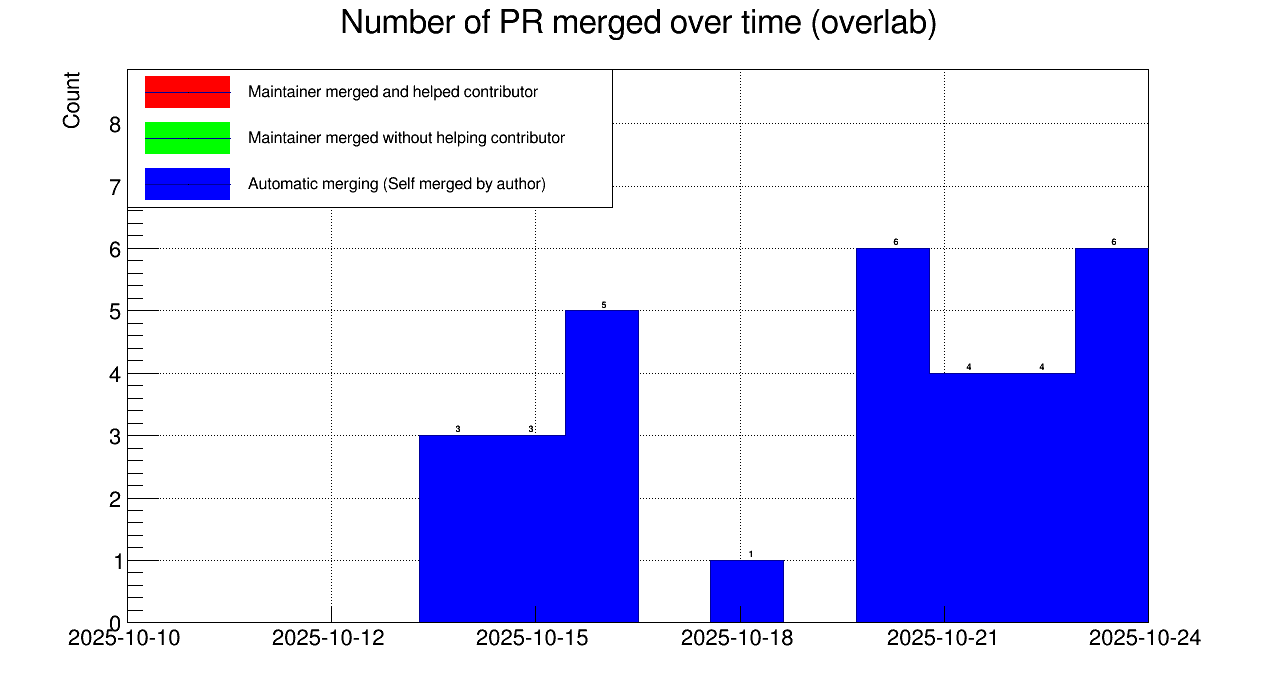 Number of PR merged over time (overlab)
Count
Maintainer merged and helped contributor
Maintainer merged without helping contributor
Automatic merging (Self merged by author)
8
7
6
5
4
3
2
1
0
6
6
5
4
4
3
3
1
2025-10-10 2025-10-12 2025-10-15 2025-10-18 2025-10-21 2025-10-24